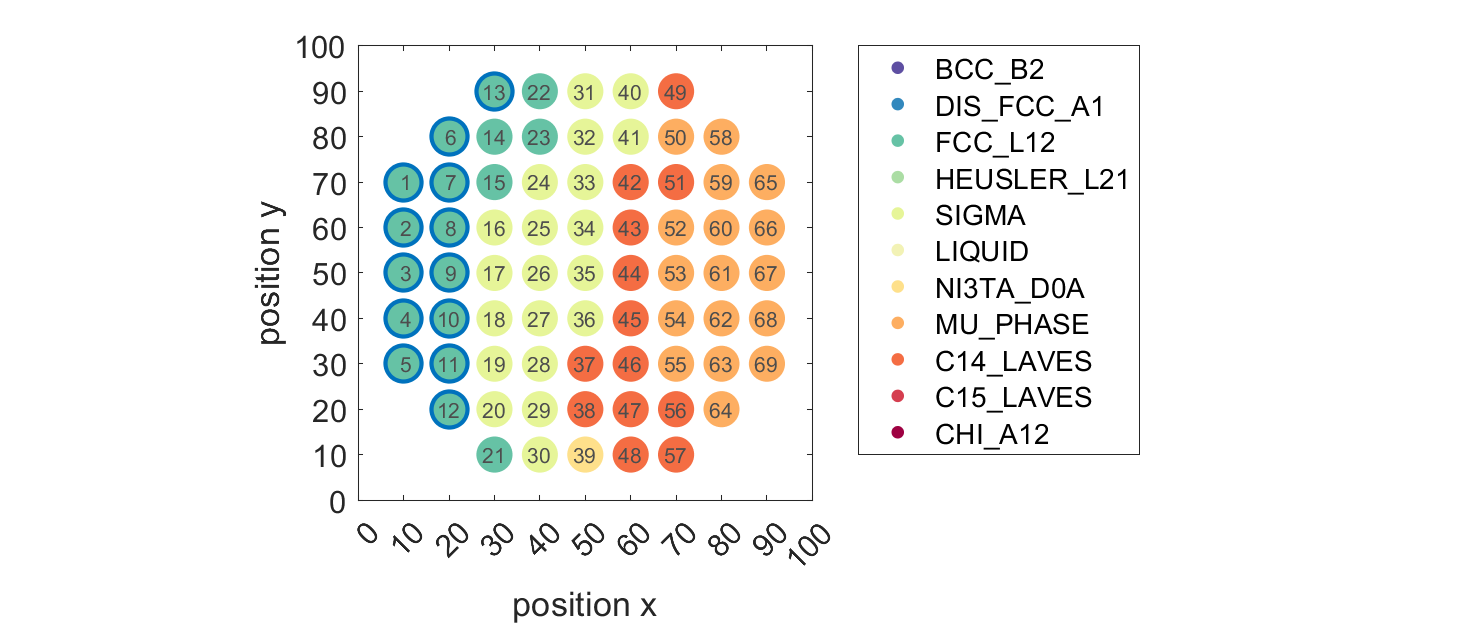 100
90
80
70
60
50
40
30
20
10
0
position y
13 22 31 40 49
6 14 23 32 41 50 58
1 7 15 24 33 42 51 59 65
2 8 16 25 34 43 52 60 66
3 9 17 26 35 44 53 61 67
4 10 18 27 36 45 54 62 68
5 11 19 28 37 46 55 63 69
12 20 29 38 47 56 64
21 30 39 48 57
0 10 20 30 40 50 60 70 80 90 100
position x
BCC_B2
DIS_FCC_A1
FCC_L12
HEUSLER_L21
SIGMA
LIQUID
NI3TA_D0A
MU_PHASE
C14_LAVES
C15_LAVES
CHI_A12